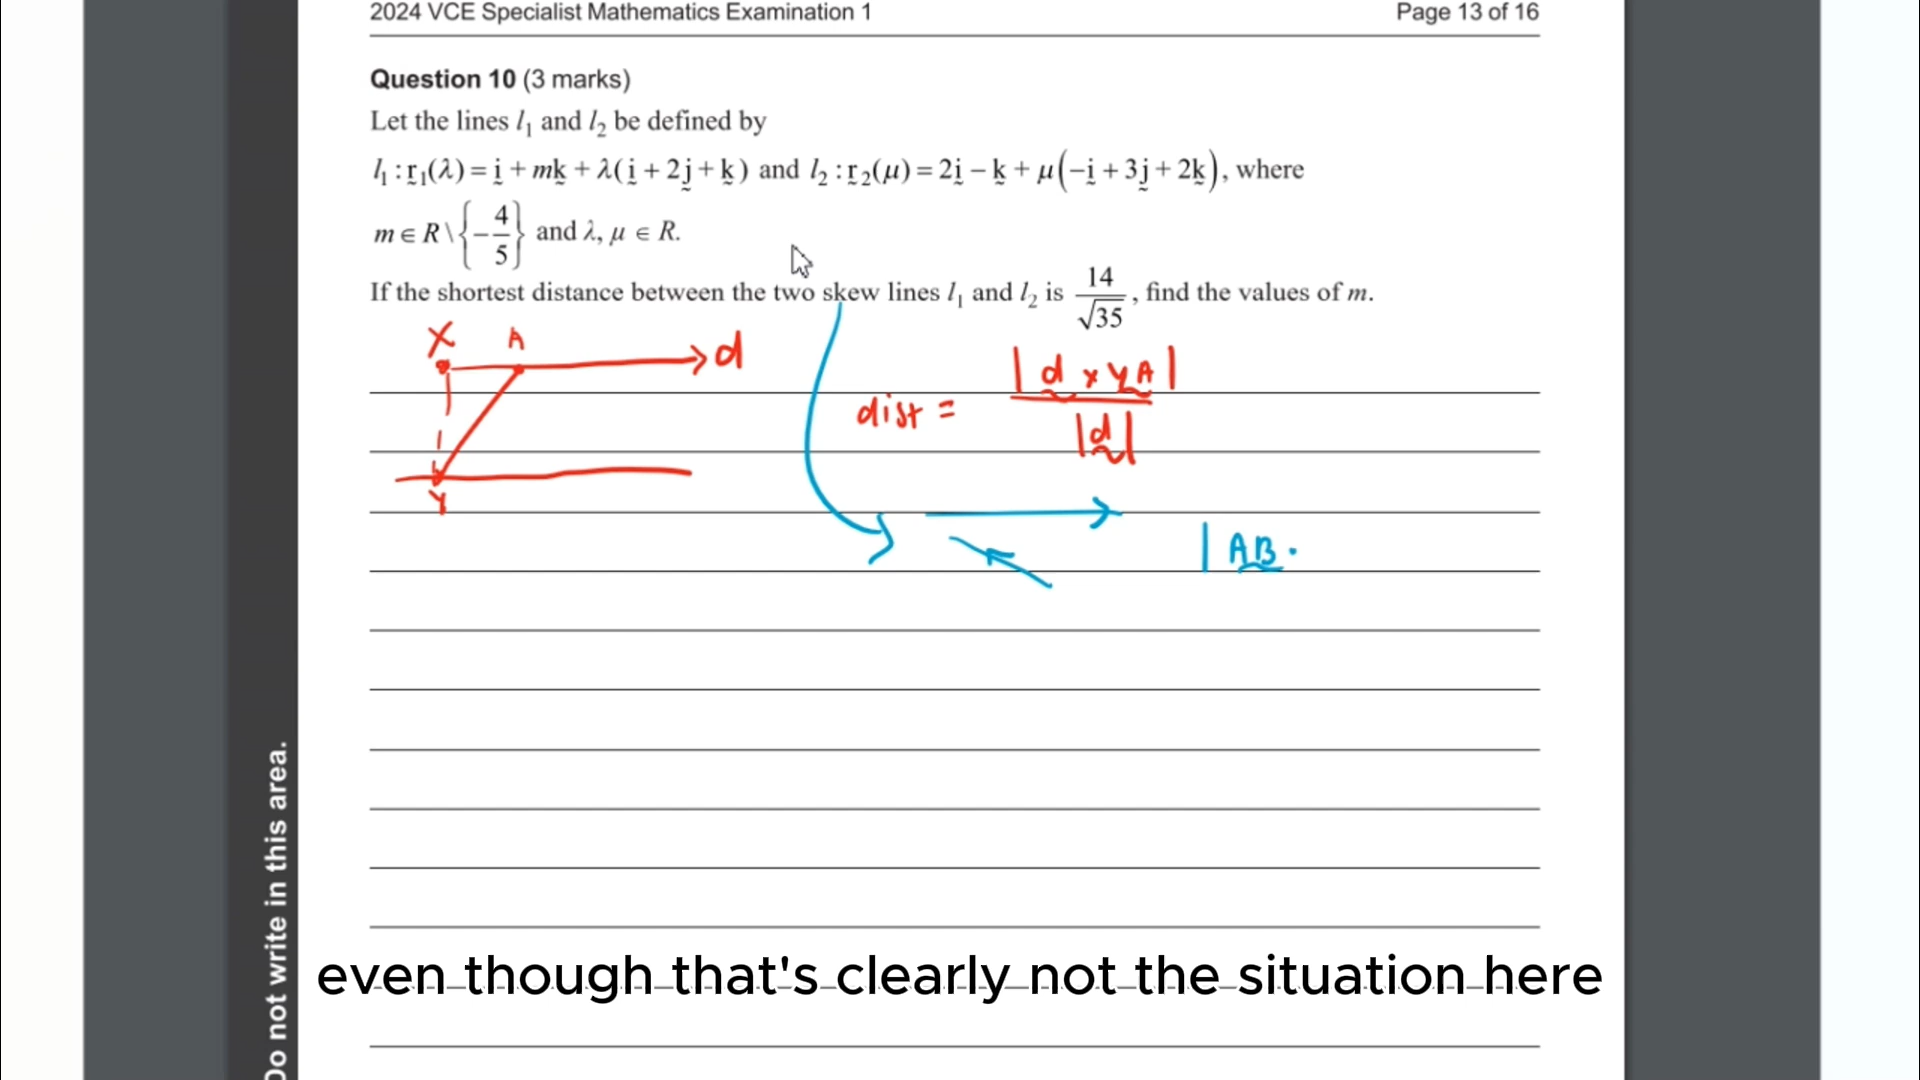 2024 VCE Specialist Mathematics Examination 1 Page 13 of 16
Question 10 (3 marks)
Let the lines l₁ and l₂ be defined by
l₁ : r₁(λ) = i + mk + λ(i + 2j + k) and l₂ : r₂(μ) = 2i − k + μ(−i + 3j + 2k), where
m ∈ R \ {−4/5} and λ, μ ∈ R.
If the shortest distance between the two skew lines l₁ and l₂ is 14/√35, find the values of m.
X A d
Y
dist = |d × YA| / |d|
| AB ·
Do not write in this area.
even though that's clearly not the situation here